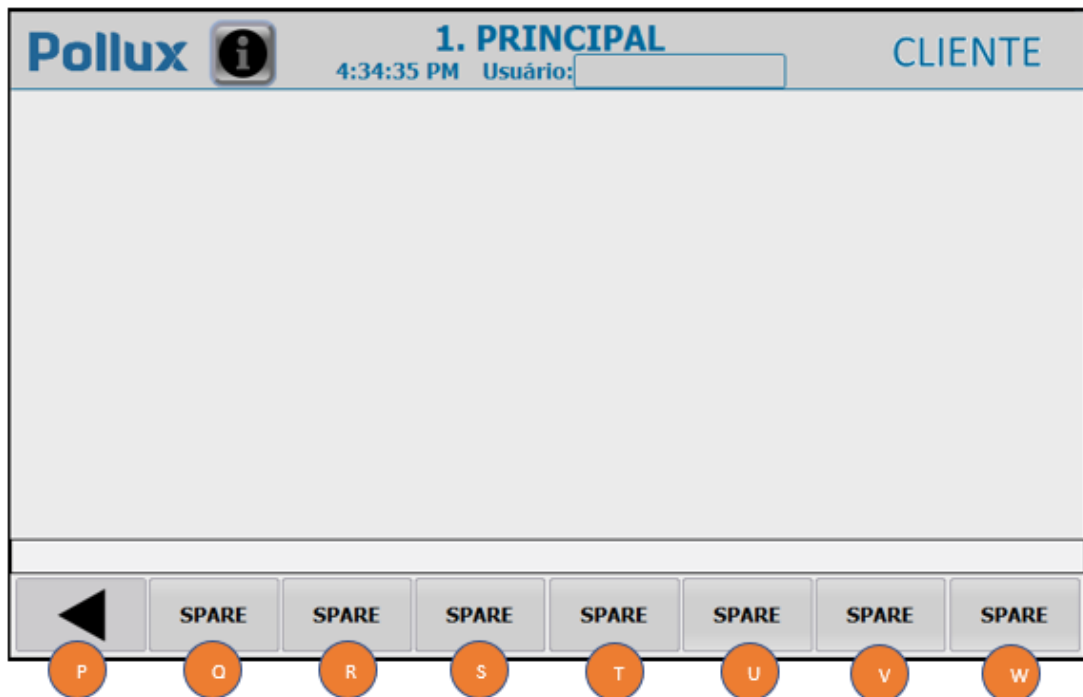 Pollux i 1. PRINCIPAL CLIENTE
4:34:35 PM Usuário:
SPARE SPARE SPARE SPARE SPARE SPARE SPARE
P Q R S T U V W